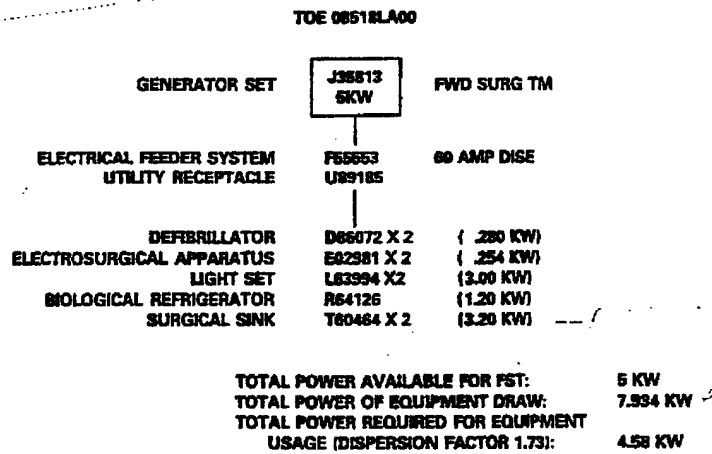 TOE 08518LA00
GENERATOR SET J35813 5KW FWD SURG TM
ELECTRICAL FEEDER SYSTEM F55553 60 AMP DISE
UTILITY RECEPTACLE U89185
DEFIBRILLATOR D86072 X 2 ( .280 KW)
ELECTROSURGICAL APPARATUS E02981 X 2 ( .254 KW)
LIGHT SET L63994 X2 (3.00 KW)
BIOLOGICAL REFRIGERATOR R64126 (1.20 KW)
SURGICAL SINK T60464 X 2 (3.20 KW)
TOTAL POWER AVAILABLE FOR FST: 5 KW
TOTAL POWER OF EQUIPMENT DRAW: 7.934 KW
TOTAL POWER REQUIRED FOR EQUIPMENT
USAGE (DISPERSION FACTOR 1.73): 4.58 KW